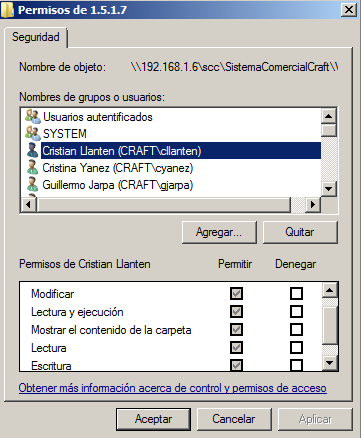 Permisos de 1.5.1.7
Seguridad
Nombre de objeto: \\192.168.1.6\scc\SistemaComercialCraft\\
Nombres de grupos o usuarios:
Usuarios autentificados
SYSTEM
Cristian Llanten (CRAFT\cllanten)
Cristina Yanez (CRAFT\cyanez)
Guillermo Jarpa (CRAFT\gjarpa)
Agregar... Quitar
Permisos de Cristian Llanten Permitir Denegar
Modificar
Lectura y ejecución
Mostrar el contenido de la carpeta
Lectura
Escritura
Obtener más información acerca de control y permisos de acceso
Aceptar Cancelar Aplicar